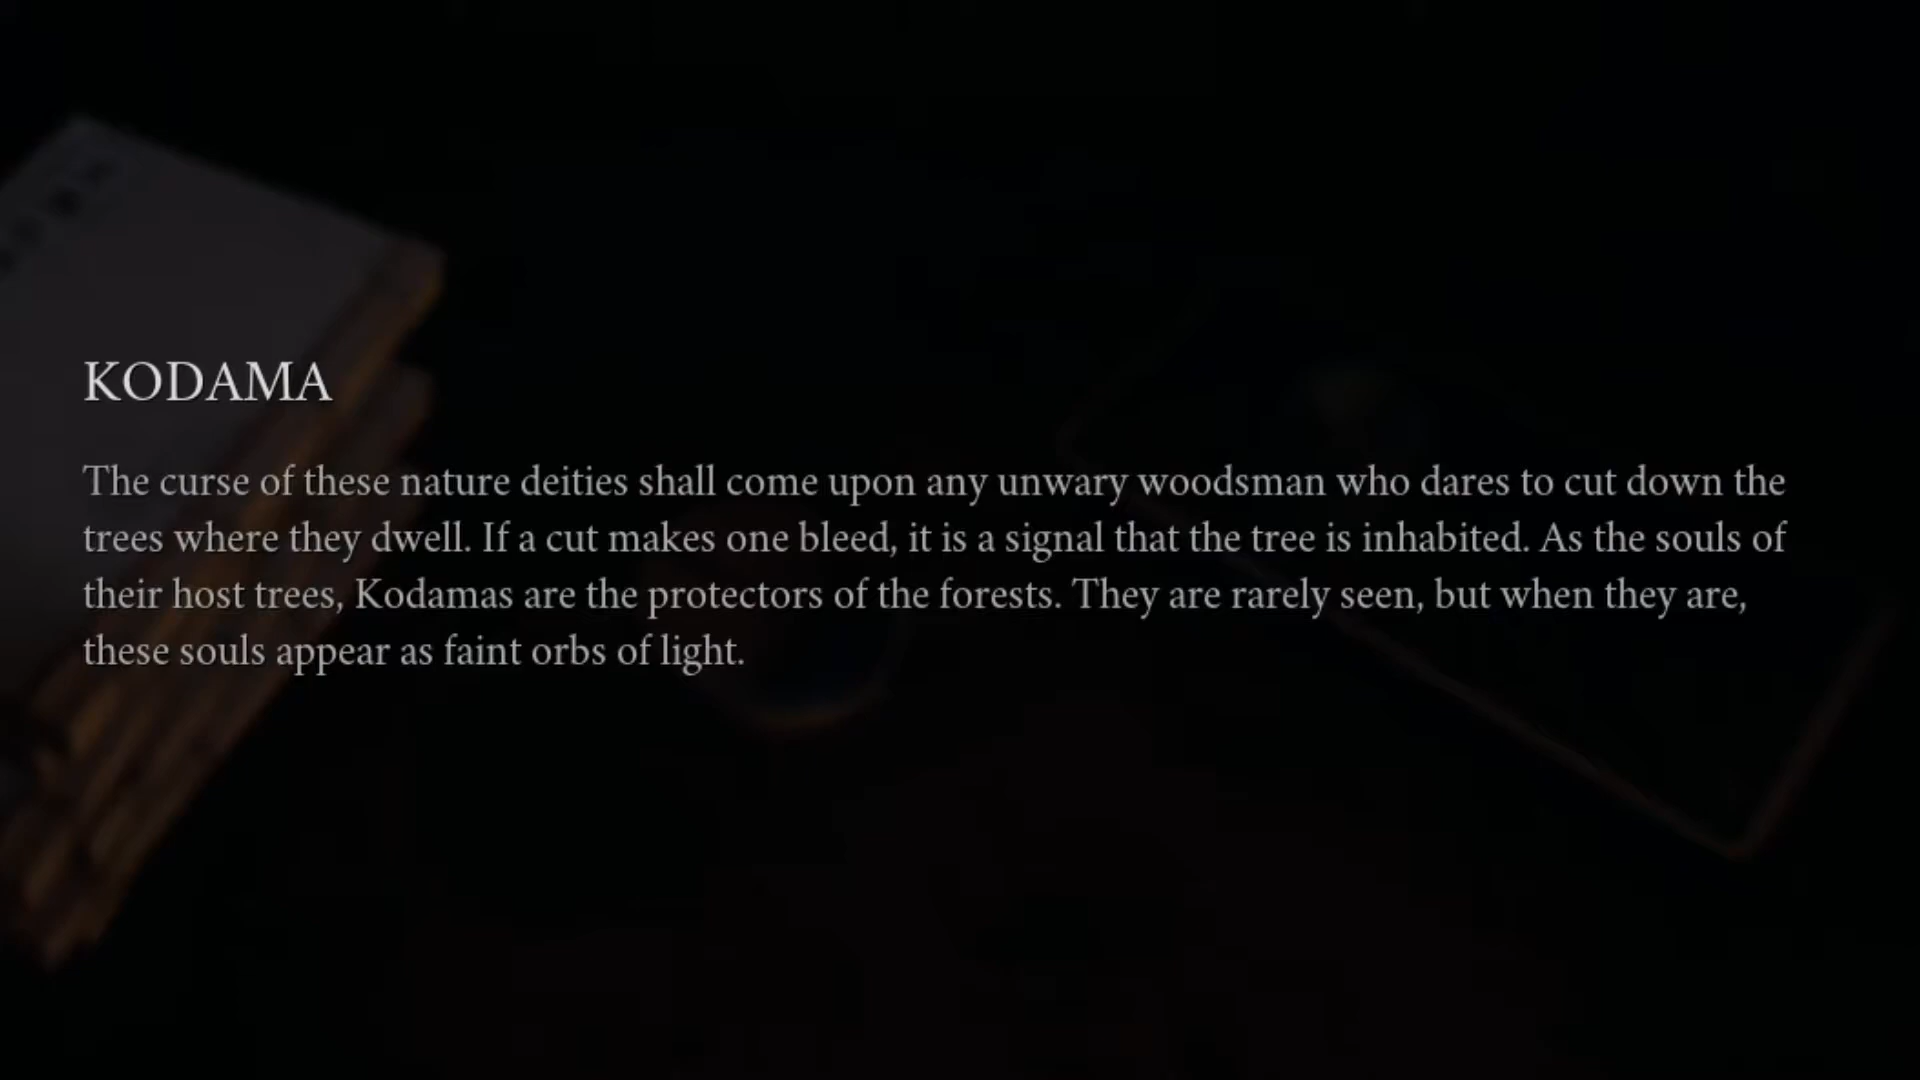 KODAMA
The curse of these nature deities shall come upon any unwary woodsman who dares to cut down the
trees where they dwell. If a cut makes one bleed, it is a signal that the tree is inhabited. As the souls of
their host trees, Kodamas are the protectors of the forests. They are rarely seen, but when they are,
these souls appear as faint orbs of light.